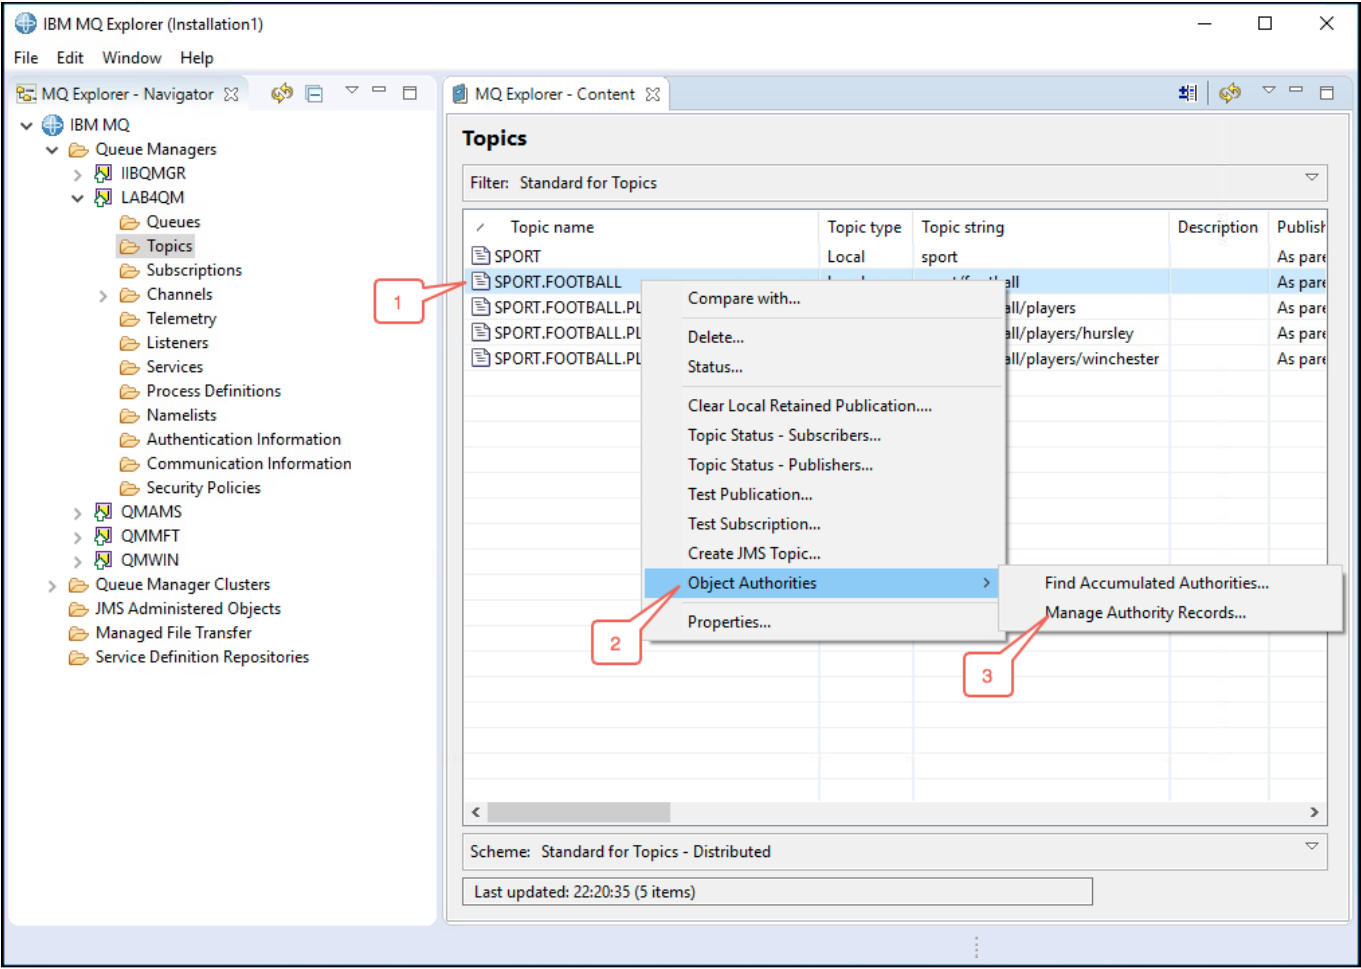 IBM MQ Explorer (Installation1)
File Edit Window Help
MQ Explorer - Navigator
IBM MQ
Queue Managers
IIBQMGR
LAB4QM
Queues
Topics
Subscriptions
Channels
Telemetry
Listeners
Services
Process Definitions
Namelists
Authentication Information
Communication Information
Security Policies
QMAMS
QMMFT
QMWIN
Queue Manager Clusters
JMS Administered Objects
Managed File Transfer
Service Definition Repositories
MQ Explorer - Content
Topics
Filter: Standard for Topics
Topic name Topic type Topic string Description Publish
SPORT Local sport As pare
SPORT.FOOTBALL all As pare
SPORT.FOOTBALL.PL all/players As pare
SPORT.FOOTBALL.PL all/players/hursley As pare
SPORT.FOOTBALL.PL all/players/winchester As pare
1
Compare with...
Delete...
Status...
Clear Local Retained Publication....
Topic Status - Subscribers...
Topic Status - Publishers...
Test Publication...
Test Subscription...
Create JMS Topic...
Object Authorities
Properties...
2
Find Accumulated Authorities...
Manage Authority Records...
3
Scheme: Standard for Topics - Distributed
Last updated: 22:20:35 (5 items)